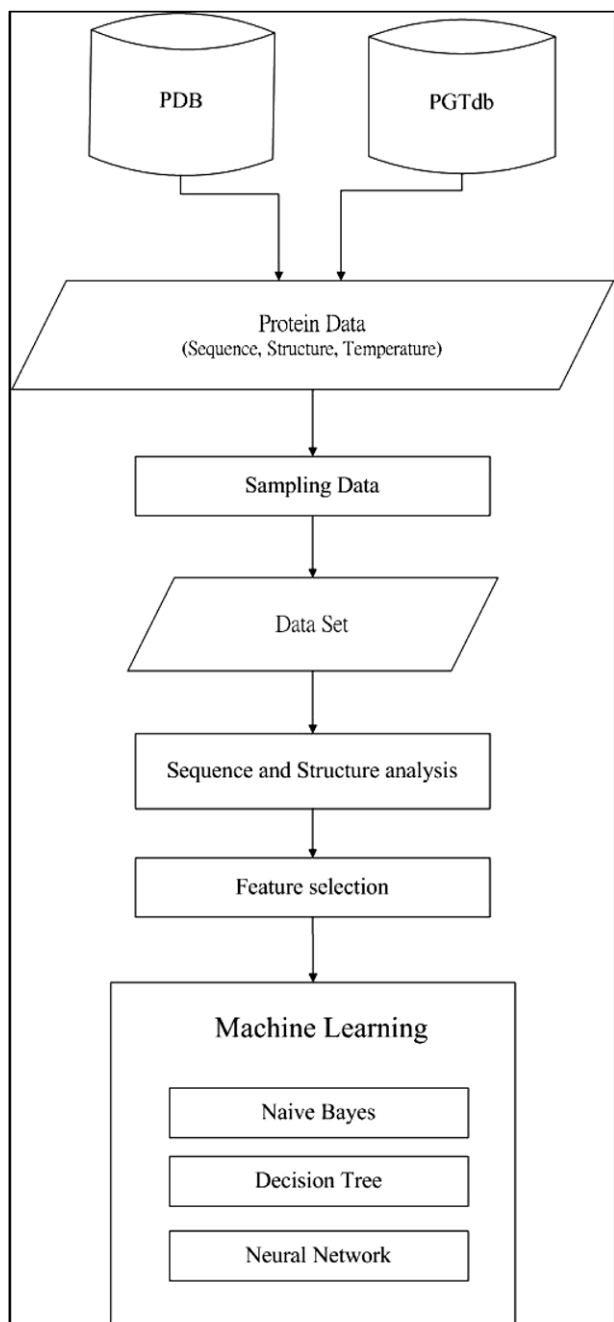 PDB
PGTdb
Protein Data
(Sequence, Structure, Temperature)
Sampling Data
Data Set
Sequence and Structure analysis
Feature selection
Machine Learning
Naive Bayes
Decision Tree
Neural Network